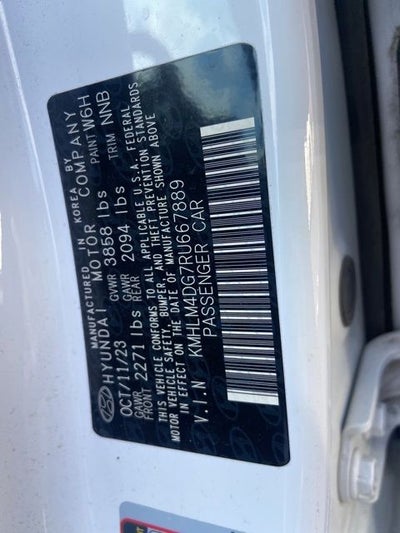 MANUFACTURED IN KOREA BY
HYUNDAI MOTOR COMPANY
OCT/11/23 GVWR 3858 lbs PAINT W6H
GAWR FRONT 2271 lbs GAWR REAR 2094 lbs TRIM NNB
THIS VEHICLE CONFORMS TO ALL APPLICABLE U.S.A. FEDERAL
MOTOR VEHICLE SAFETY, BUMPER, AND THEFT PREVENTION STANDARDS
IN EFFECT ON THE DATE OF MANUFACTURE SHOWN ABOVE
V.I.N KMHLM4DG7RU667889
PASSENGER CAR